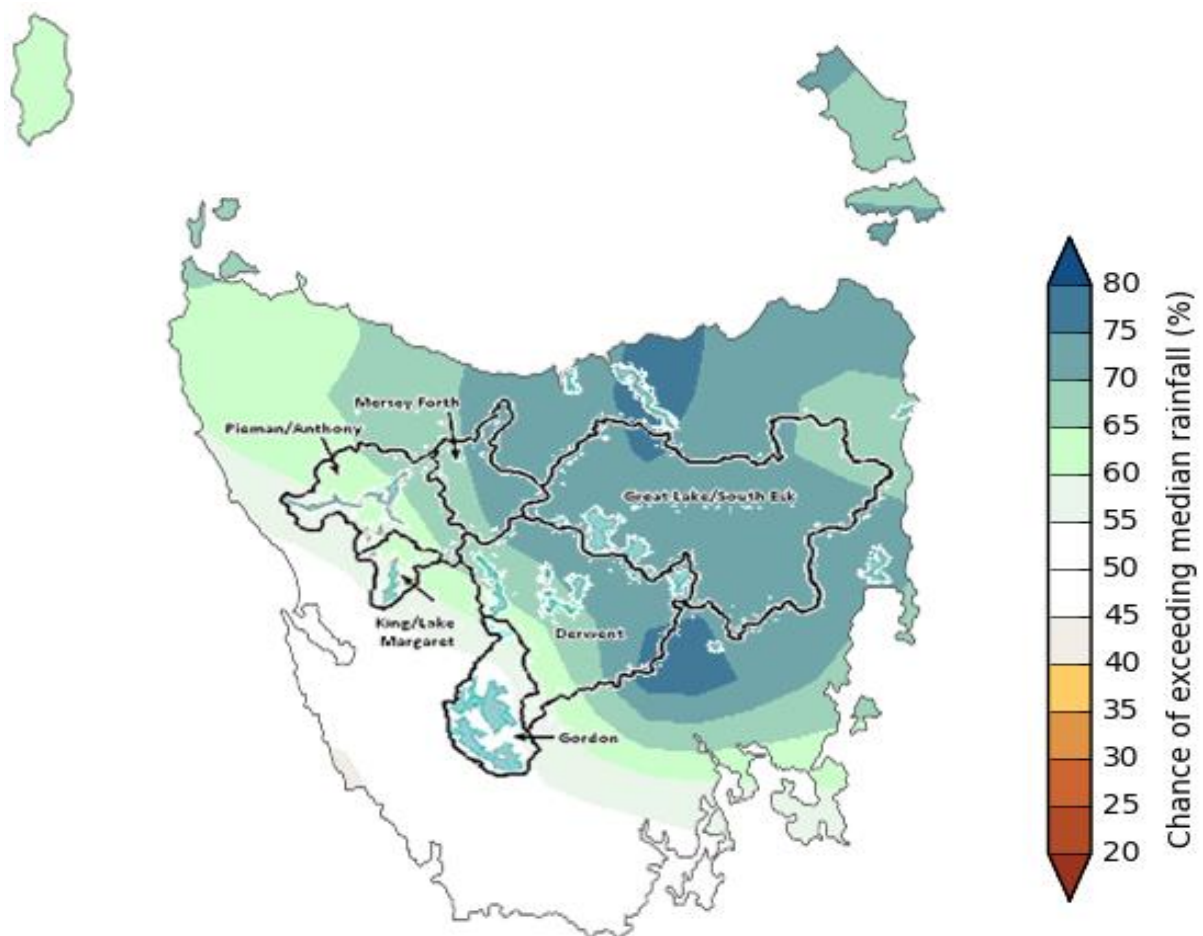 Mersey Forth
Pieman/Anthony
Great Lake/South Esk
King/Lake
Margaret
Derwent
Gordon
80
75
70
65
60
55
50
45
40
35
30
25
20
Chance of exceeding median rainfall (%)